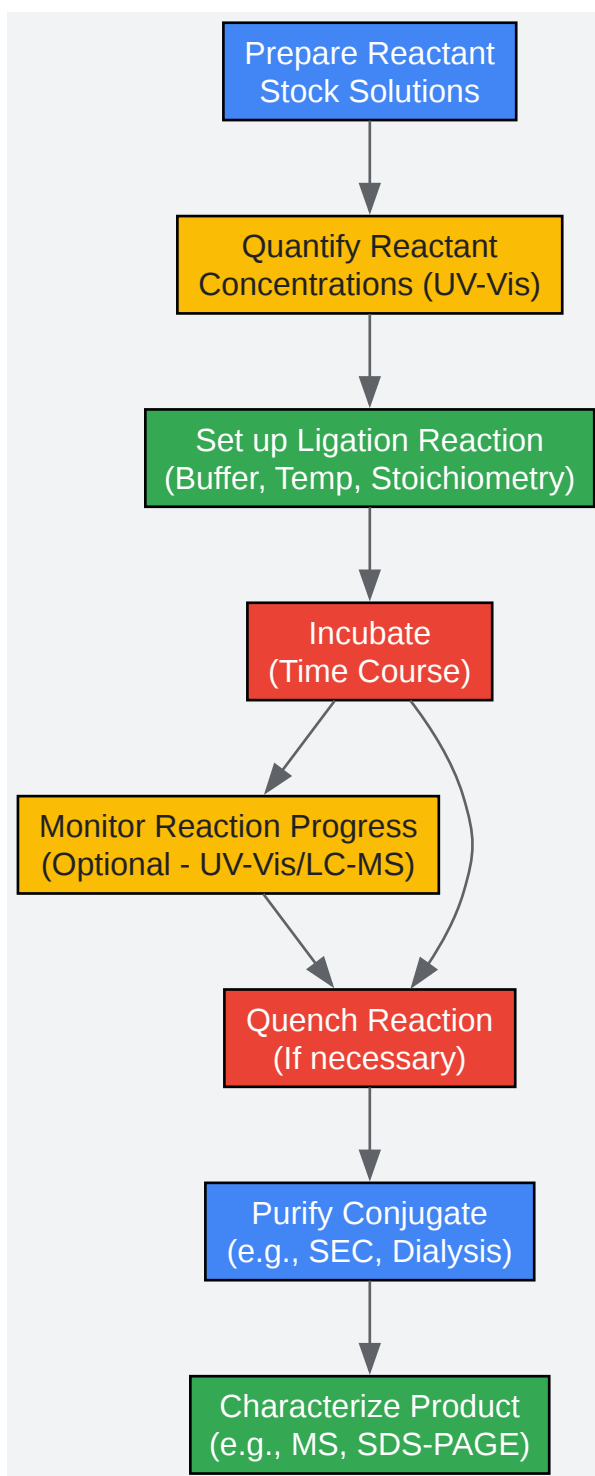 Prepare Reactant
Stock Solutions
Quantify Reactant
Concentrations (UV-Vis)
Set up Ligation Reaction
(Buffer, Temp, Stoichiometry)
Incubate
(Time Course)
Monitor Reaction Progress
(Optional - UV-Vis/LC-MS)
Quench Reaction
(If necessary)
Purify Conjugate
(e.g., SEC, Dialysis)
Characterize Product
(e.g., MS, SDS-PAGE)